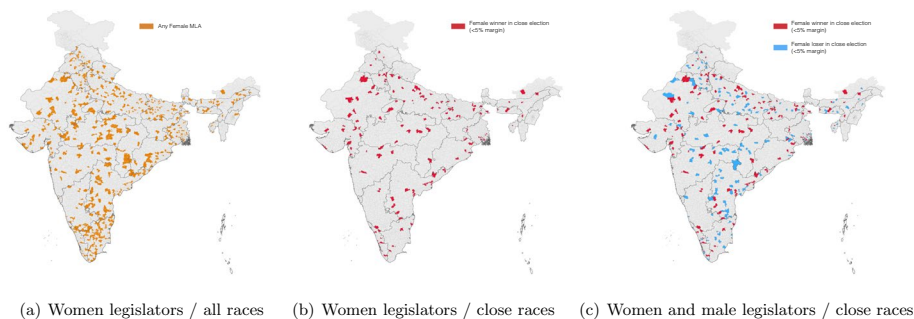 Any Female MLA
Female winner in close election
(<5% margin)
Female winner in close election
(<5% margin)
Female loser in close election
(<5% margin)
(a) Women legislators / all races
(b) Women legislators / close races
(c) Women and male legislators / close races